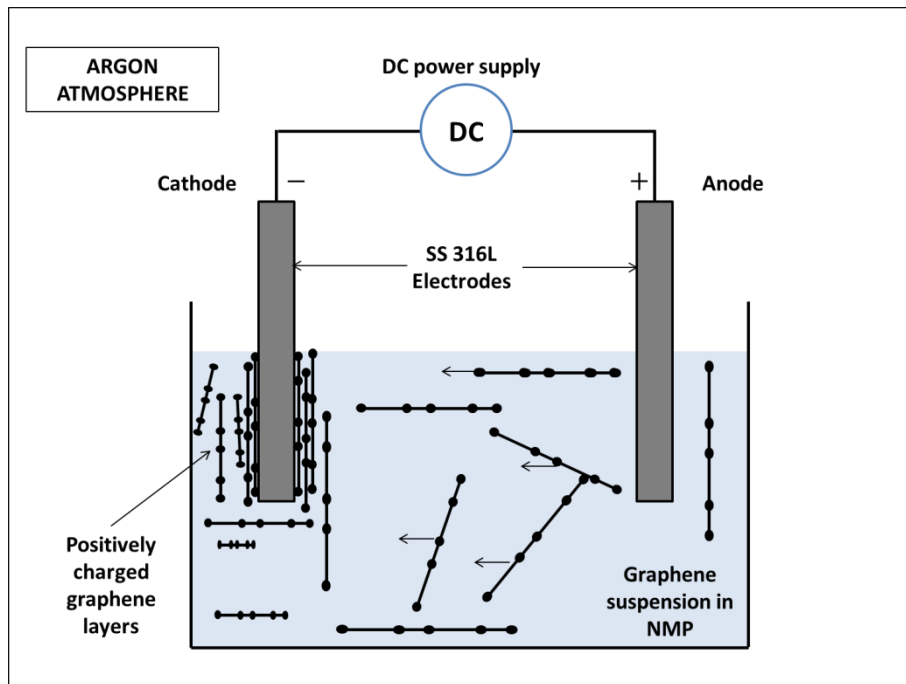 ARGON
ATMOSPHERE
DC power supply
DC
Cathode
−
+
Anode
SS 316L
Electrodes
Positively
charged
graphene
layers
Graphene
suspension in
NMP